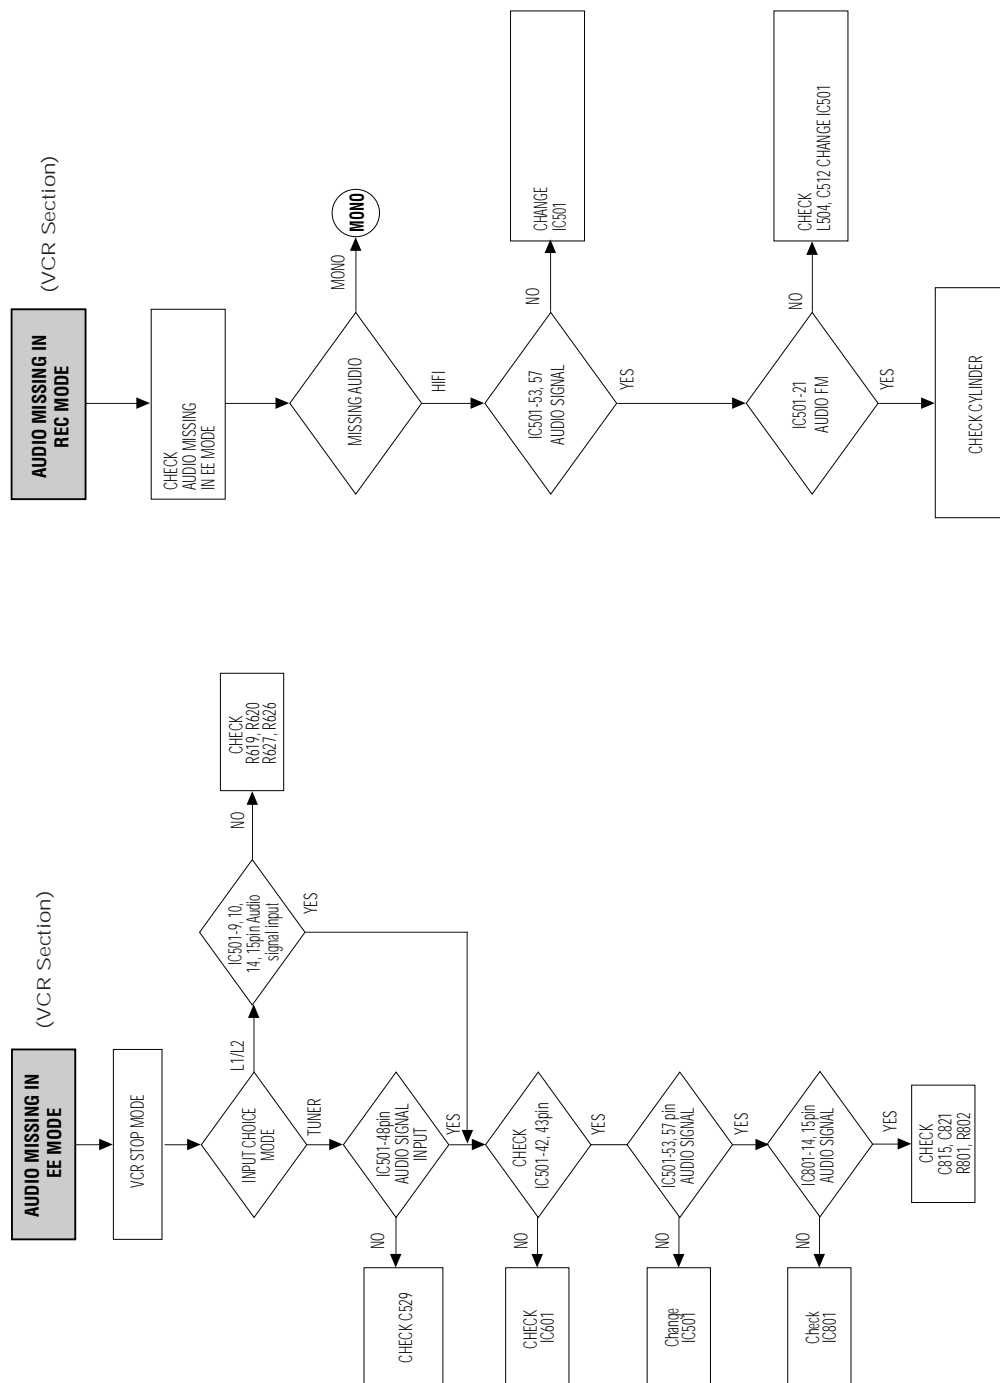 AUDIO MISSING IN
EE MODE
(VCR Section)
VCR STOP MODE
INPUT CHOICE
MODE
L1/L2
IC501-9, 10,
14, 15pin Audio
signal input
NO
CHECK
R619, R620
R627, R626
YES
TUNER
IC501-48pin
AUDIO SIGNAL
INPUT
NO
CHECK C529
YES
CHECK
IC501-42, 43pin
NO
CHECK
IC601
YES
IC501-53, 57 pin
AUDIO SIGNAL
NO
Change
IC501
YES
IC801-14, 15pin
AUDIO SIGNAL
NO
Check
IC801
YES
CHECK
C815, C821
R801, R802
AUDIO MISSING IN
REC MODE
(VCR Section)
CHECK
AUDIO MISSING
IN EE MODE
MISSING AUDIO
MONO
MONO
HIFI
IC501-53, 57
AUDIO SIGNAL
NO
CHANGE
IC501
YES
IC501-21
AUDIO FM
NO
CHECK
L504, C512 CHANGE IC501
YES
CHECK CYLINDER